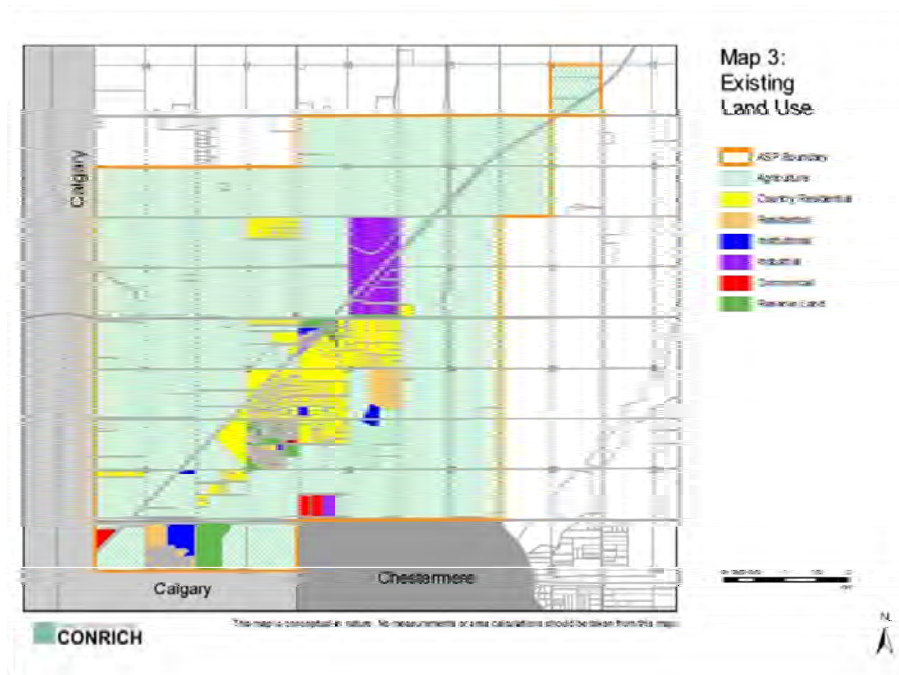 Map 3:
Existing
Land Use
Calgary
ASP Boundary
Agriculture
Country Residential
Residential
Institutional
Industrial
Commercial
Reserve Land
Chestermere
Calgary
N
This map is conceptual in nature. No measurements or area calculations should be taken from this map.
CONRICH